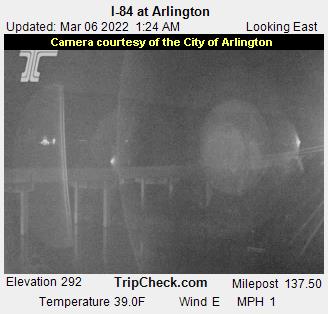 I-84 at Arlington
Updated: Mar 06 2022 1:24 AM Looking East
Camera courtesy of the City of Arlington
Elevation 292 TripCheck.com Milepost 137.50
Temperature 39.0F Wind E MPH 1